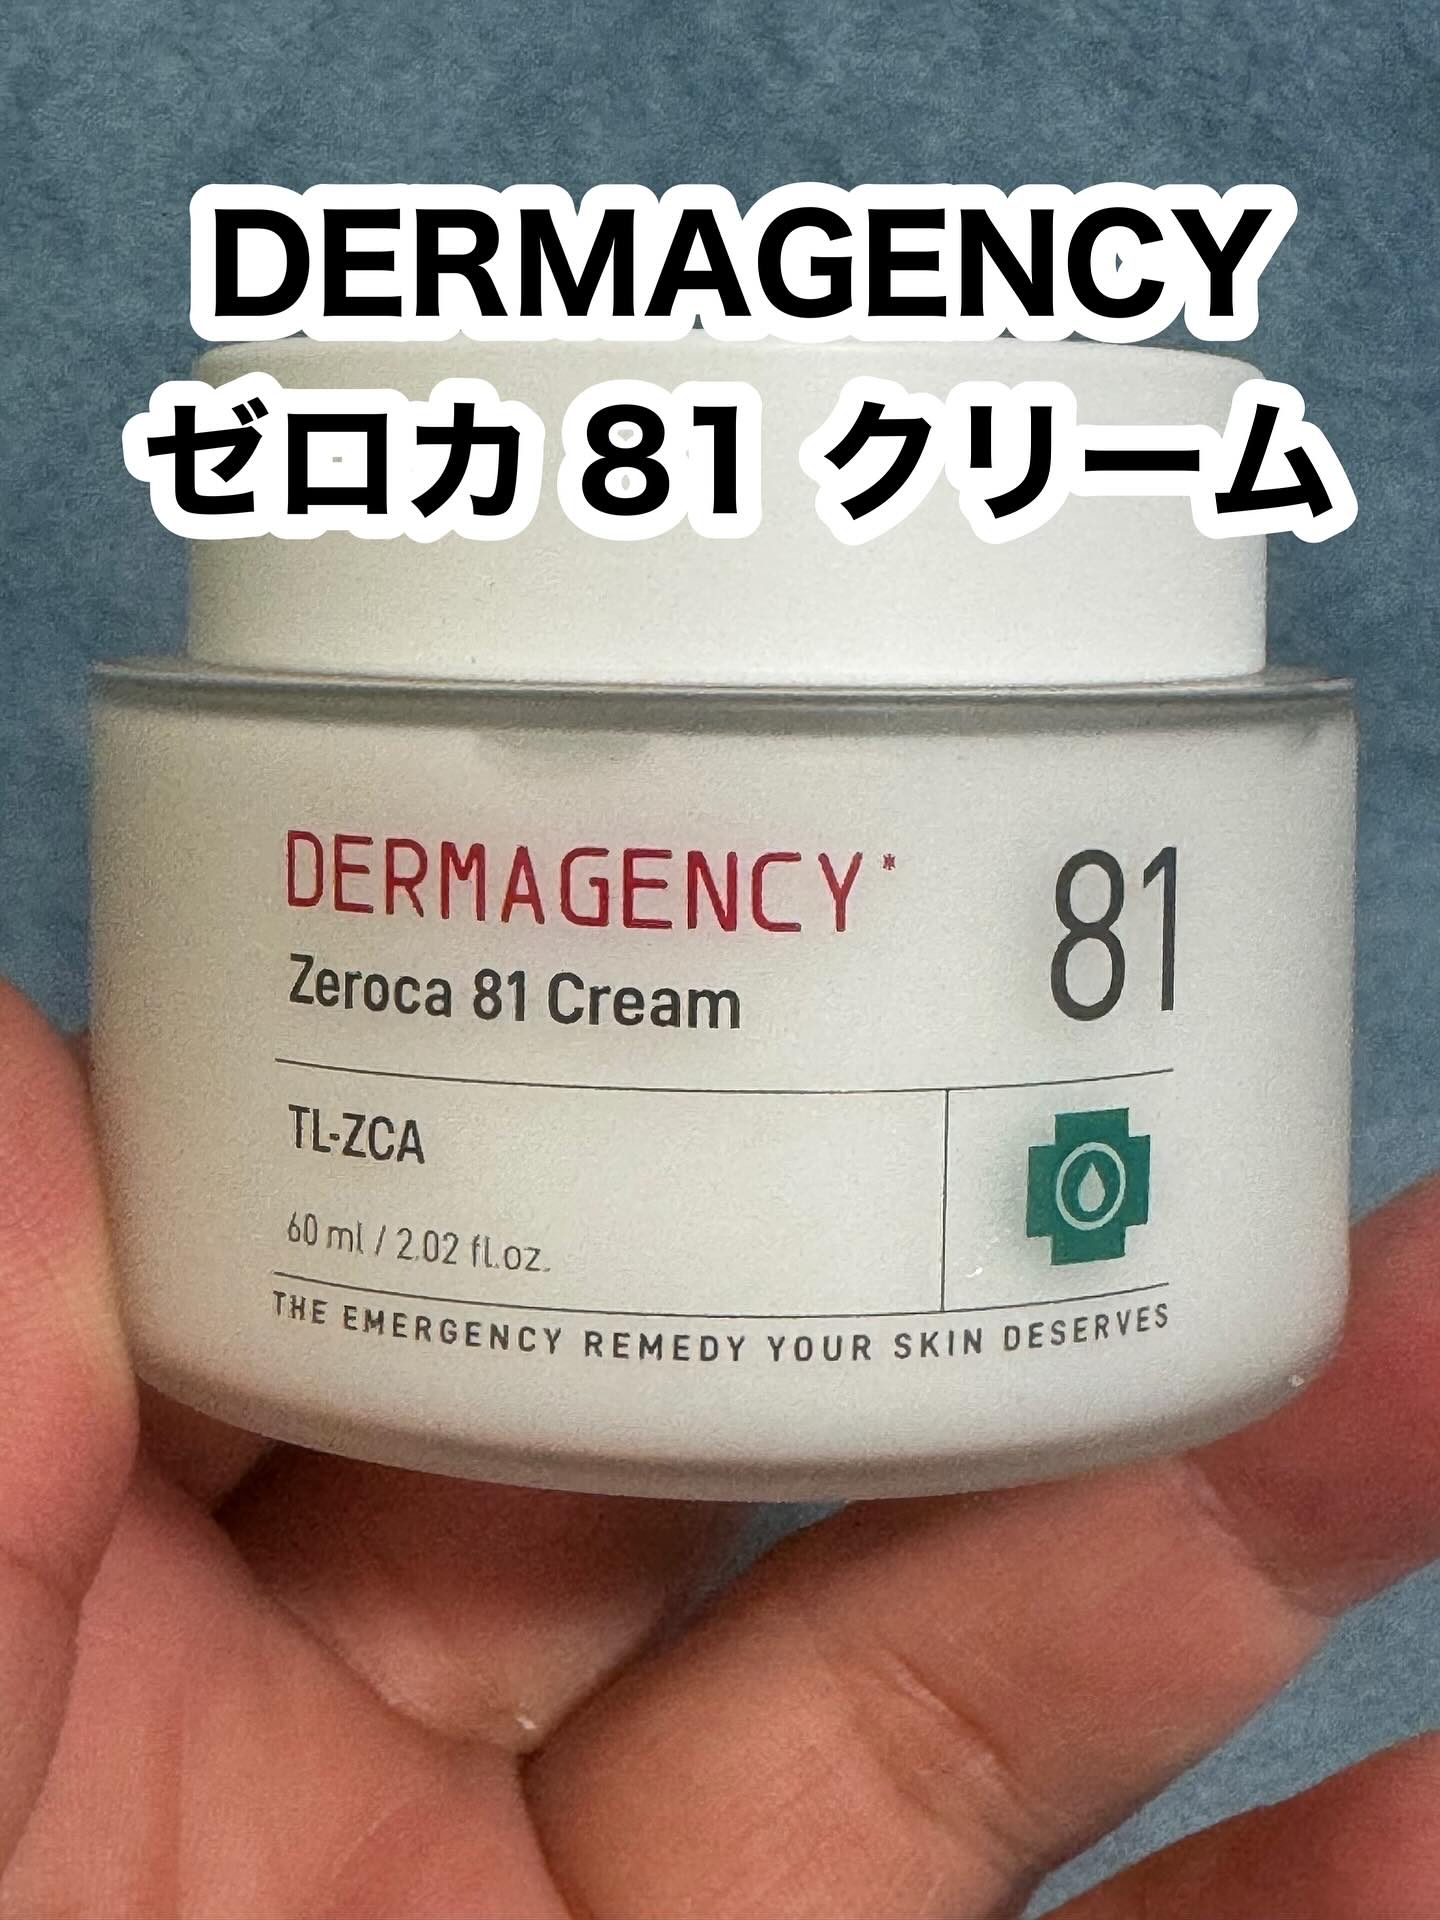 DERMAGENCY
ゼロカ 81 クリーム
DERMAGENCY*
81
Zeroca 81 Cream
TL-ZCA
60 ml / 2.02 fl.oz.
THE EMERGENCY REMEDY YOUR SKIN DESERVES